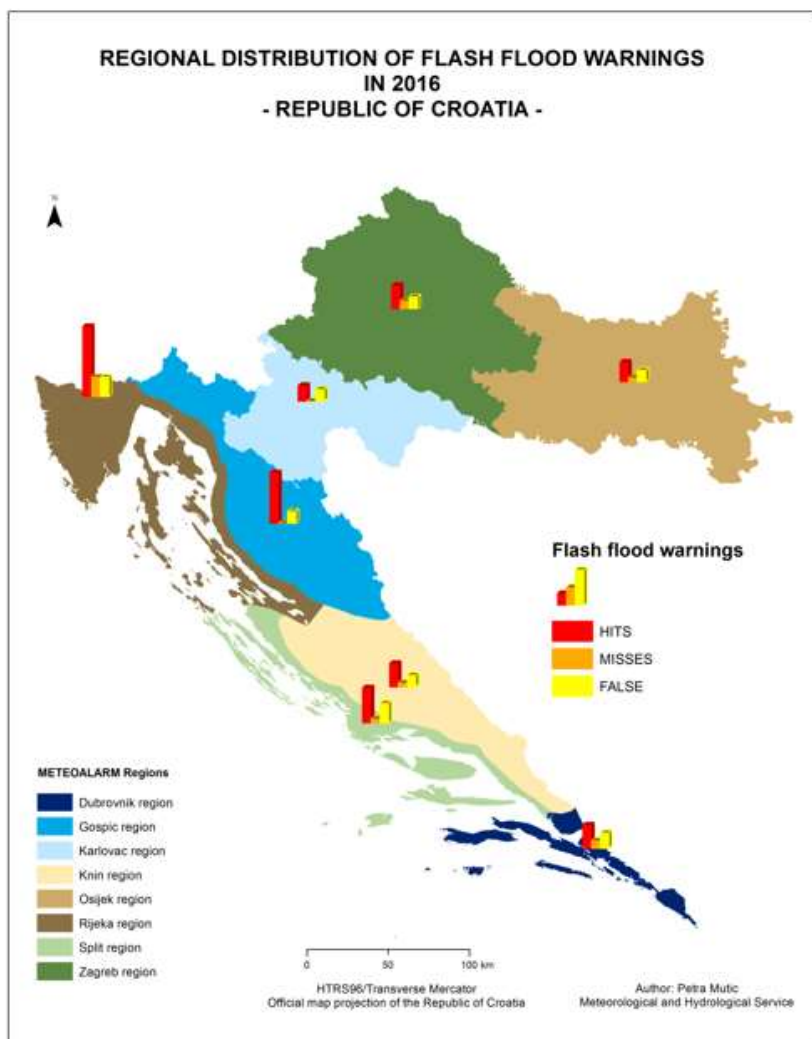 REGIONAL DISTRIBUTION OF FLASH FLOOD WARNINGS
IN 2016
- REPUBLIC OF CROATIA -
N
Flash flood warnings
HITS
MISSES
FALSE
METEOALARM Regions
Dubrovnik region
Gospic region
Karlovac region
Knin region
Osijek region
Rijeka region
Split region
Zagreb region
0 50 100 km
HTRS96/Transverse Mercator
Official map projection of the Republic of Croatia
Author: Petra Mutic
Meteorological and Hydrological Service